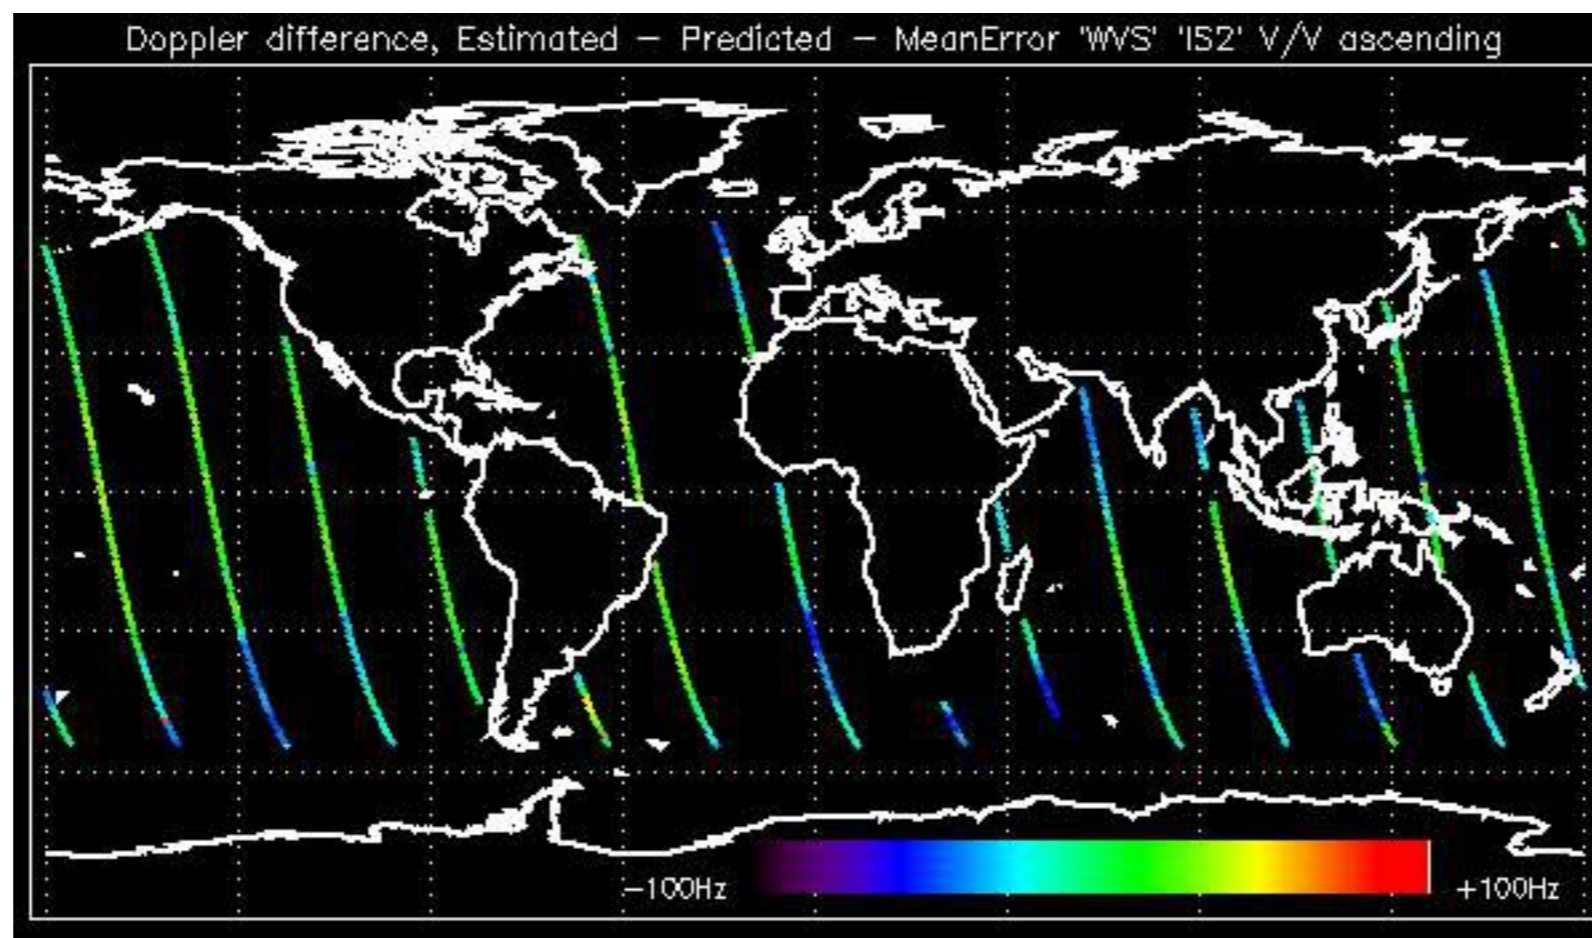 Doppler difference, Estimated – Predicted – MeanError 'WVS' 'IS2' V/V ascending
−100Hz
+100Hz